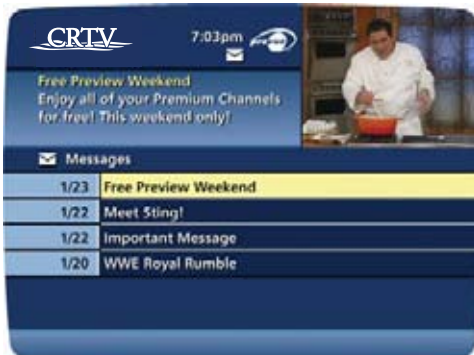 CRTV
7:03pm
Free Preview Weekend
Enjoy all of your Premium Channels
for free! This weekend only!
Messages
1/23 Free Preview Weekend
1/22 Meet Sting!
1/22 Important Message
1/20 WWE Royal Rumble